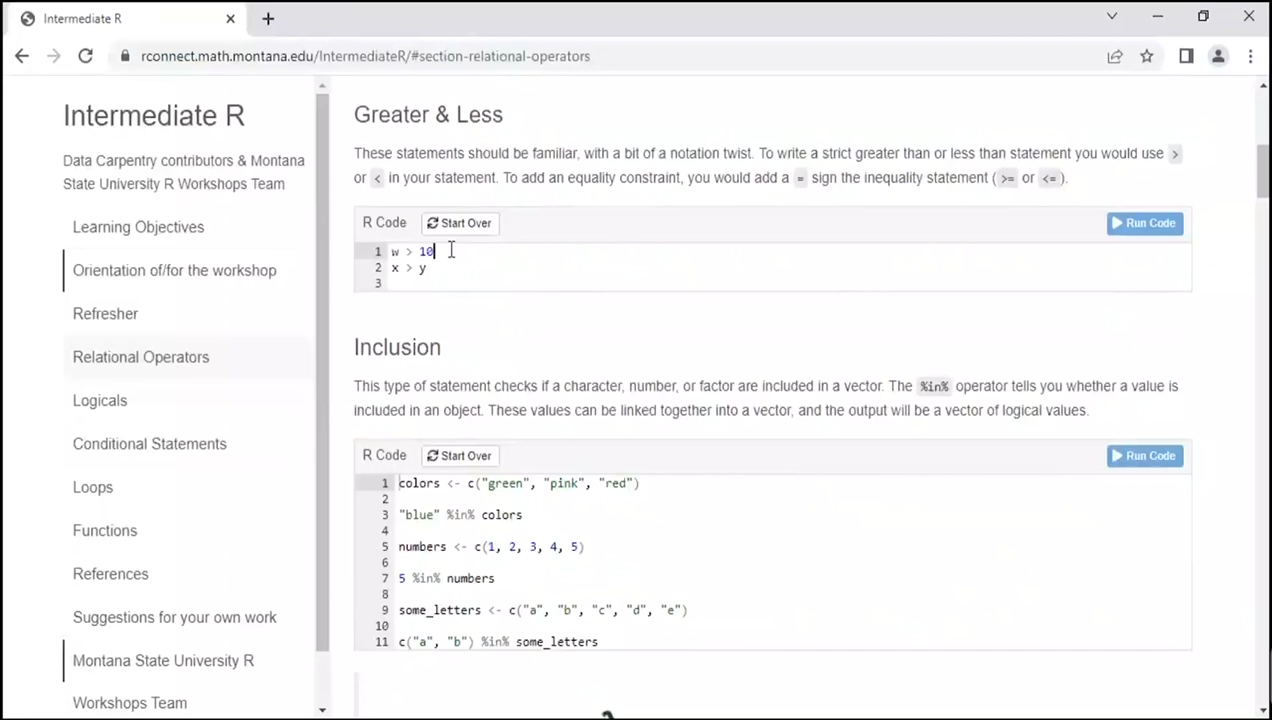 Intermediate R
rconnect.math.montana.edu/IntermediateR/#section-relational-operators
Intermediate R
Data Carpentry contributors & Montana
State University R Workshops Team
Learning Objectives
Orientation of/for the workshop
Refresher
Relational Operators
Logicals
Conditional Statements
Loops
Functions
References
Suggestions for your own work
Montana State University R
Workshops Team
Greater & Less
These statements should be familiar, with a bit of a notation twist. To write a strict greater than or less than statement you would use >
or < in your statement. To add an equality constraint, you would add a = sign the inequality statement ( >= or <= ).
R Code Start Over Run Code
1 w > 10
2 x > y
3
Inclusion
This type of statement checks if a character, number, or factor are included in a vector. The %in% operator tells you whether a value is
included in an object. These values can be linked together into a vector, and the output will be a vector of logical values.
R Code Start Over Run Code
1 colors <- c("green", "pink", "red")
2
3 "blue" %in% colors
4
5 numbers <- c(1, 2, 3, 4, 5)
6
7 5 %in% numbers
8
9 some_letters <- c("a", "b", "c", "d", "e")
10
11 c("a", "b") %in% some_letters